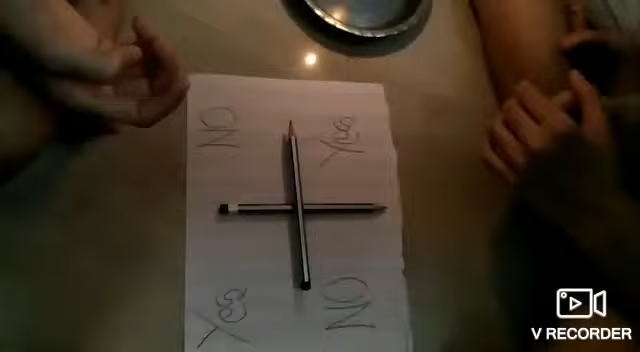 NO
Yes
Yes
NO
V RECORDER